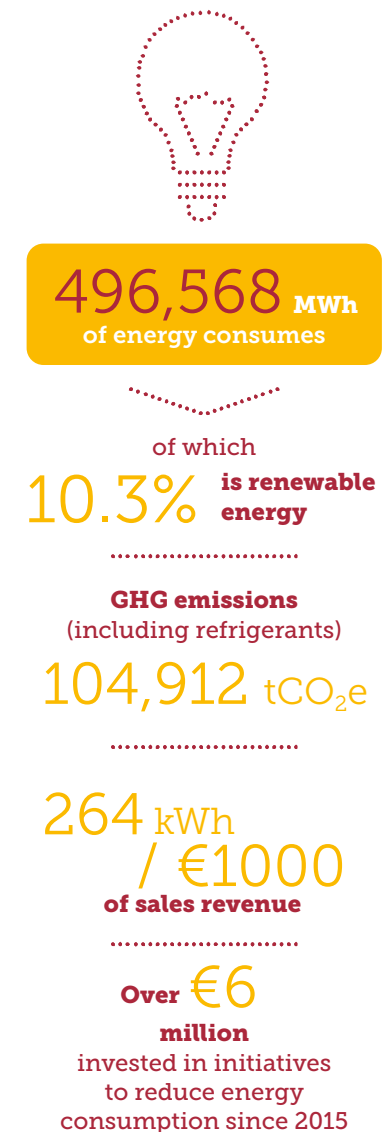 496,568 MWh
of energy consumes
of which
10.3% is renewable
energy
GHG emissions
(including refrigerants)
104,912 tCO₂e
264 kWh
/ €1000
of sales revenue
Over €6
million
invested in initiatives
to reduce energy
consumption since 2015